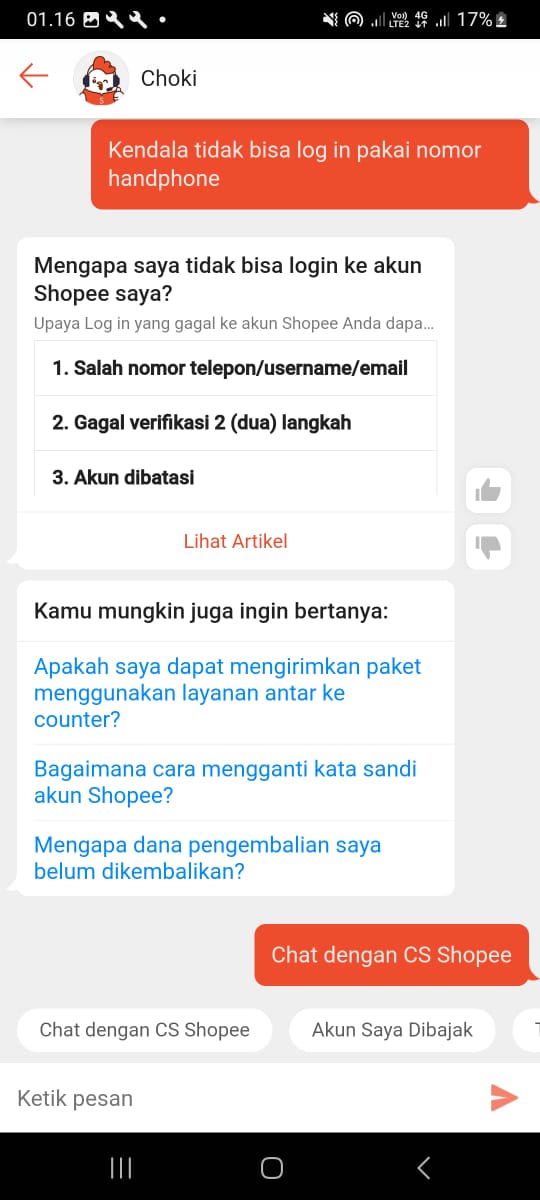 01.16
Vo))
LTE2
4G
17%
Choki
Kendala tidak bisa log in pakai nomor
handphone
Mengapa saya tidak bisa login ke akun
Shopee saya?
Upaya Log in yang gagal ke akun Shopee Anda dapa...
1. Salah nomor telepon/username/email
2. Gagal verifikasi 2 (dua) langkah
3. Akun dibatasi
Lihat Artikel
Kamu mungkin juga ingin bertanya:
Apakah saya dapat mengirimkan paket
menggunakan layanan antar ke
counter?
Bagaimana cara mengganti kata sandi
akun Shopee?
Mengapa dana pengembalian saya
belum dikembalikan?
Chat dengan CS Shopee
Chat dengan CS Shopee
Akun Saya Dibajak
Ketik pesan